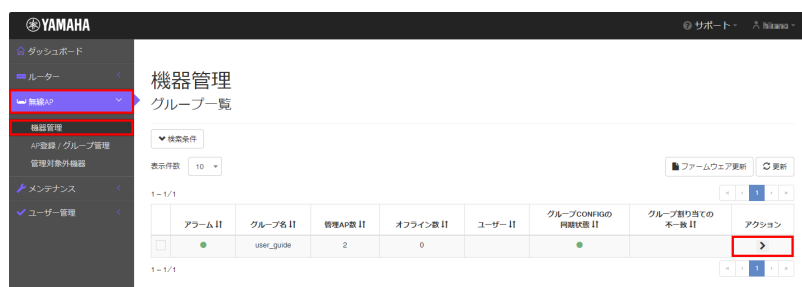 YAMAHA
サポート
ダッシュボード
ルーター
無線AP
機器管理
AP登録 / グループ管理
管理対象外機器
メンテナンス
ユーザー管理
機器管理
グループ一覧
検索条件
表示件数 10
ファームウェア更新 更新
1 – 1 / 1
« ‹ 1 › »
アラーム グループ名 管理AP数 オフライン数 ユーザー グループCONFIGの同期状態 グループ割り当ての不一致 アクション
user_guide 2 0
1 – 1 / 1
« ‹ 1 › »